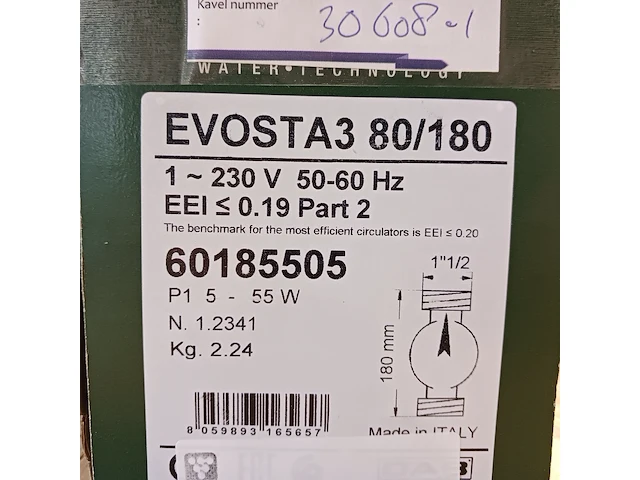 Kavel nummer
:
30608-1
WATER • TECHNOLOGY
EVOSTA3 80/180
1 ~ 230 V 50-60 Hz
EEI ≤ 0.19 Part 2
The benchmark for the most efficient circulators is EEI ≤ 0.20
60185505
1"1/2
P1 5 - 55 W
N. 1.2341
180 mm
Kg. 2.24
8 059893 165657
Made in ITALY